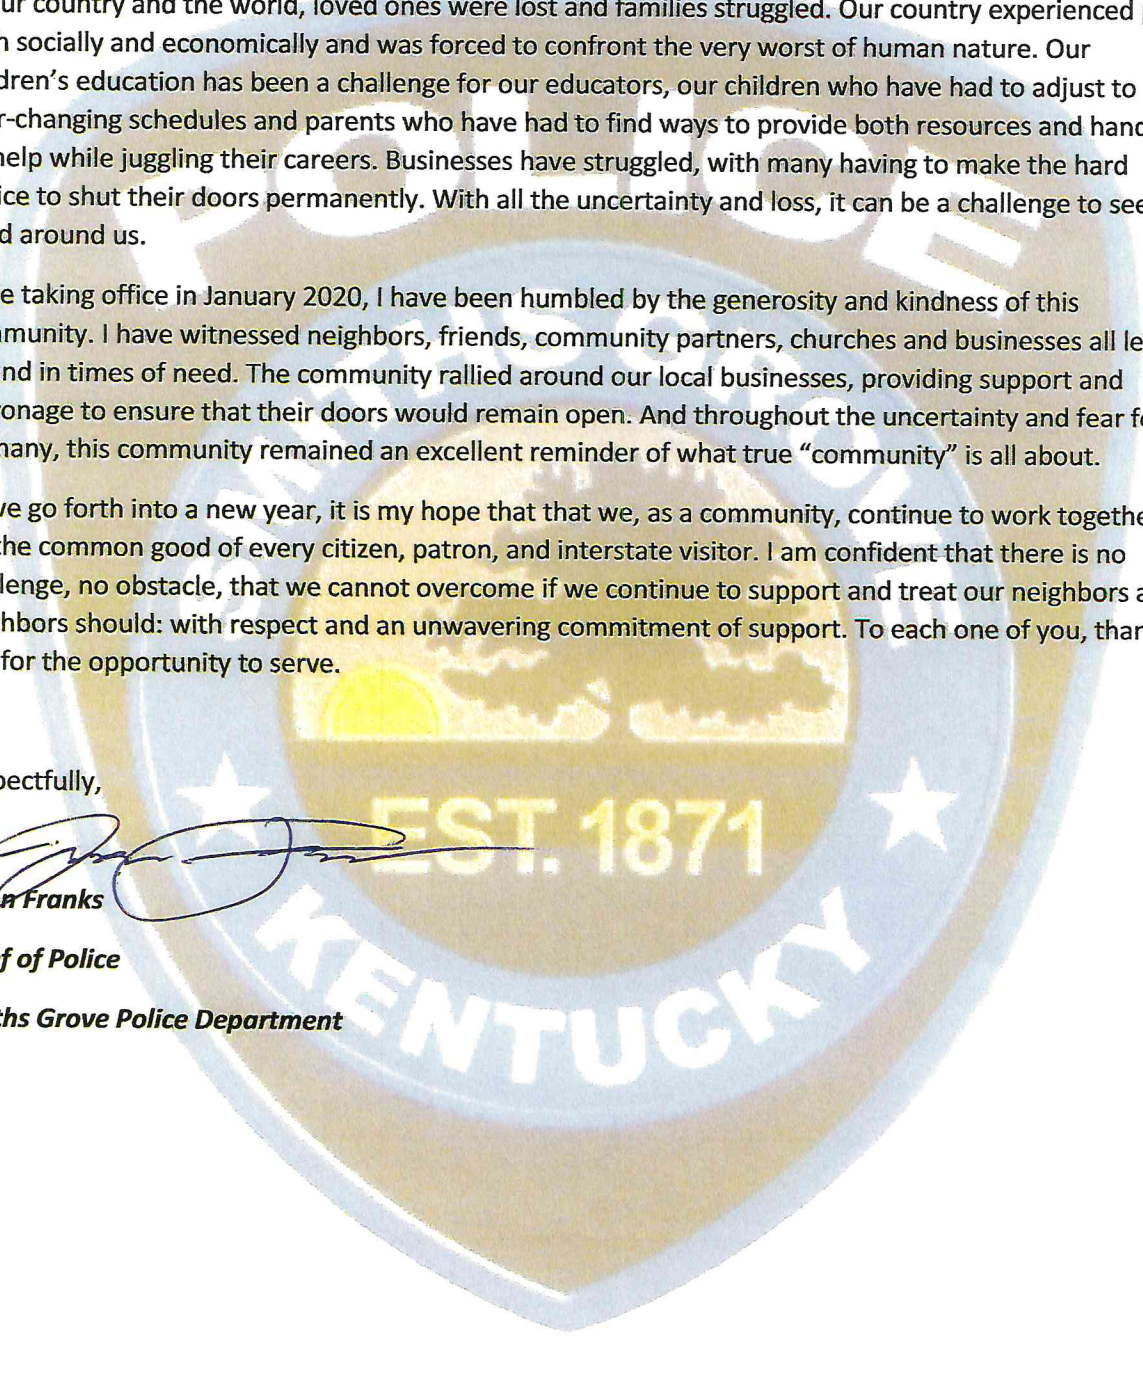 ur country and the world, loved ones were lost and families struggled. Our country experienced
n socially and economically and was forced to confront the very worst of human nature. Our
dren's education has been a challenge for our educators, our children who have had to adjust to
r-changing schedules and parents who have had to find ways to provide both resources and hand
help while juggling their careers. Businesses have struggled, with many having to make the hard
ice to shut their doors permanently. With all the uncertainty and loss, it can be a challenge to see
d around us.
e taking office in January 2020, I have been humbled by the generosity and kindness of this
munity. I have witnessed neighbors, friends, community partners, churches and businesses all le
nd in times of need. The community rallied around our local businesses, providing support and
onage to ensure that their doors would remain open. And throughout the uncertainty and fear f
many, this community remained an excellent reminder of what true “community” is all about.
ve go forth into a new year, it is my hope that that we, as a community, continue to work togethe
the common good of every citizen, patron, and interstate visitor. I am confident that there is no
lenge, no obstacle, that we cannot overcome if we continue to support and treat our neighbors a
hbors should: with respect and an unwavering commitment of support. To each one of you, than
for the opportunity to serve.
pectfully,
n Franks
f of Police
ths Grove Police Department
POLICE
SMITHS GROVE
EST. 1871
KENTUCKY